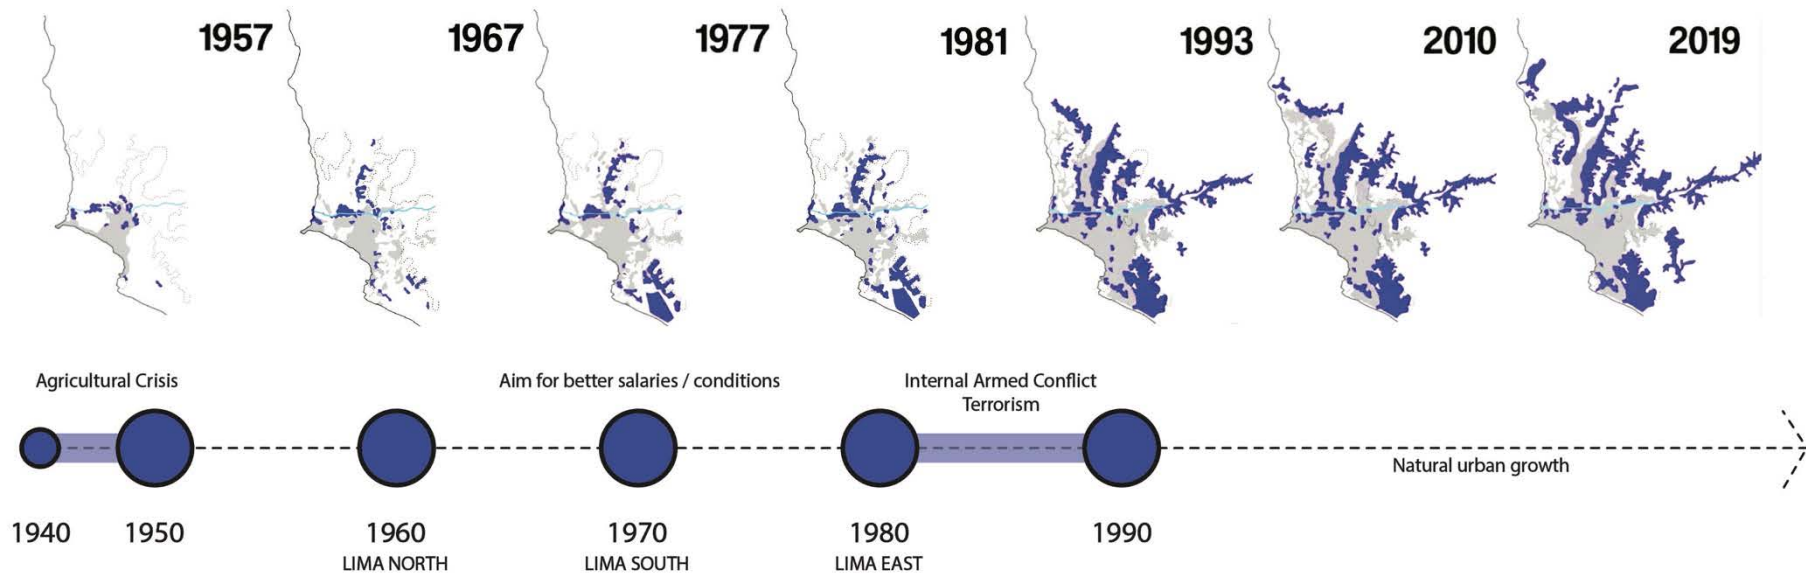 1957
1967
1977
1981
1993
2010
2019
Agricultural Crisis
Aim for better salaries / conditions
Internal Armed Conflict
Terrorism
Natural urban growth
1940
1950
1960
LIMA NORTH
1970
LIMA SOUTH
1980
LIMA EAST
1990